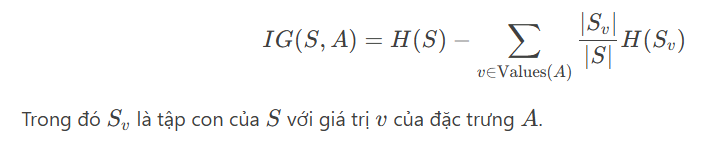 IG(S, A) = H(S) − ∑_{v∈Values(A)} |S_v|/|S| H(S_v)
Trong đó S_v là tập con của S với giá trị v của đặc trưng A.